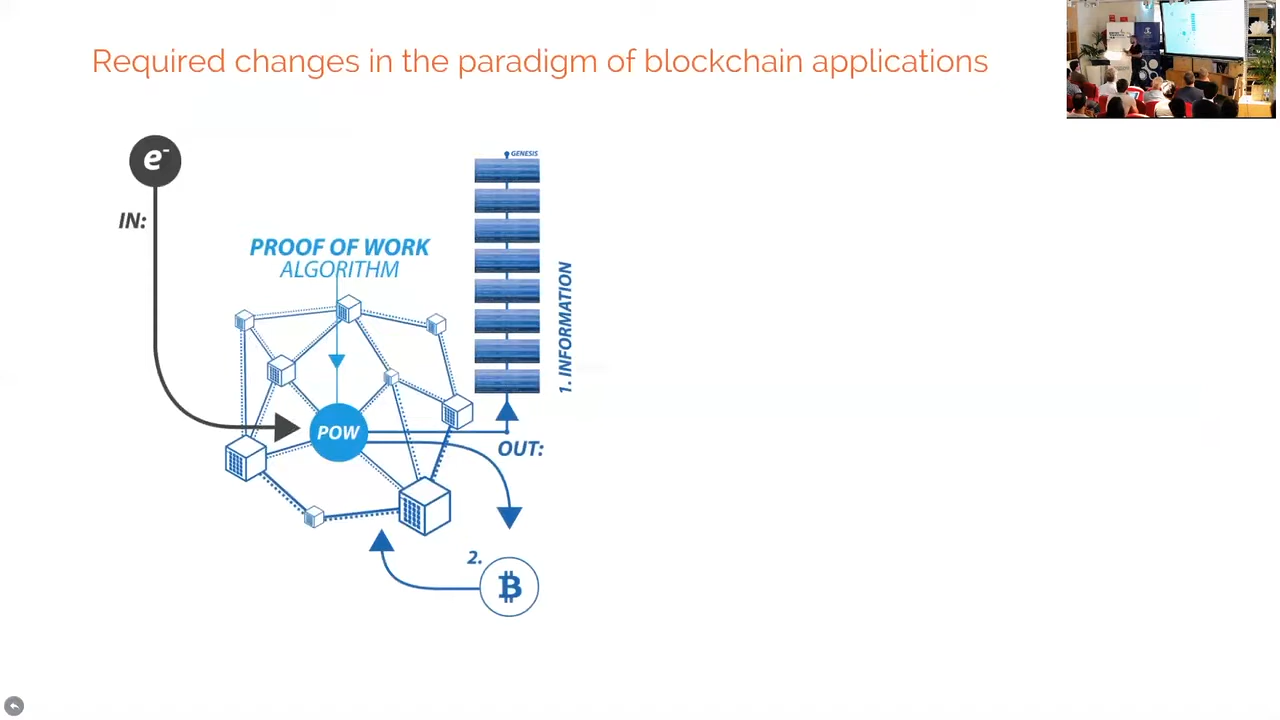 Required changes in the paradigm of blockchain applications
e-
IN:
PROOF OF WORK
ALGORITHM
GENESIS
1. INFORMATION
POW
OUT:
2.
₿